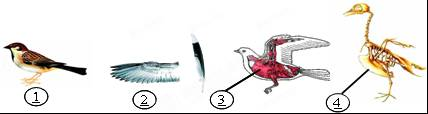 ① ② ③ ④